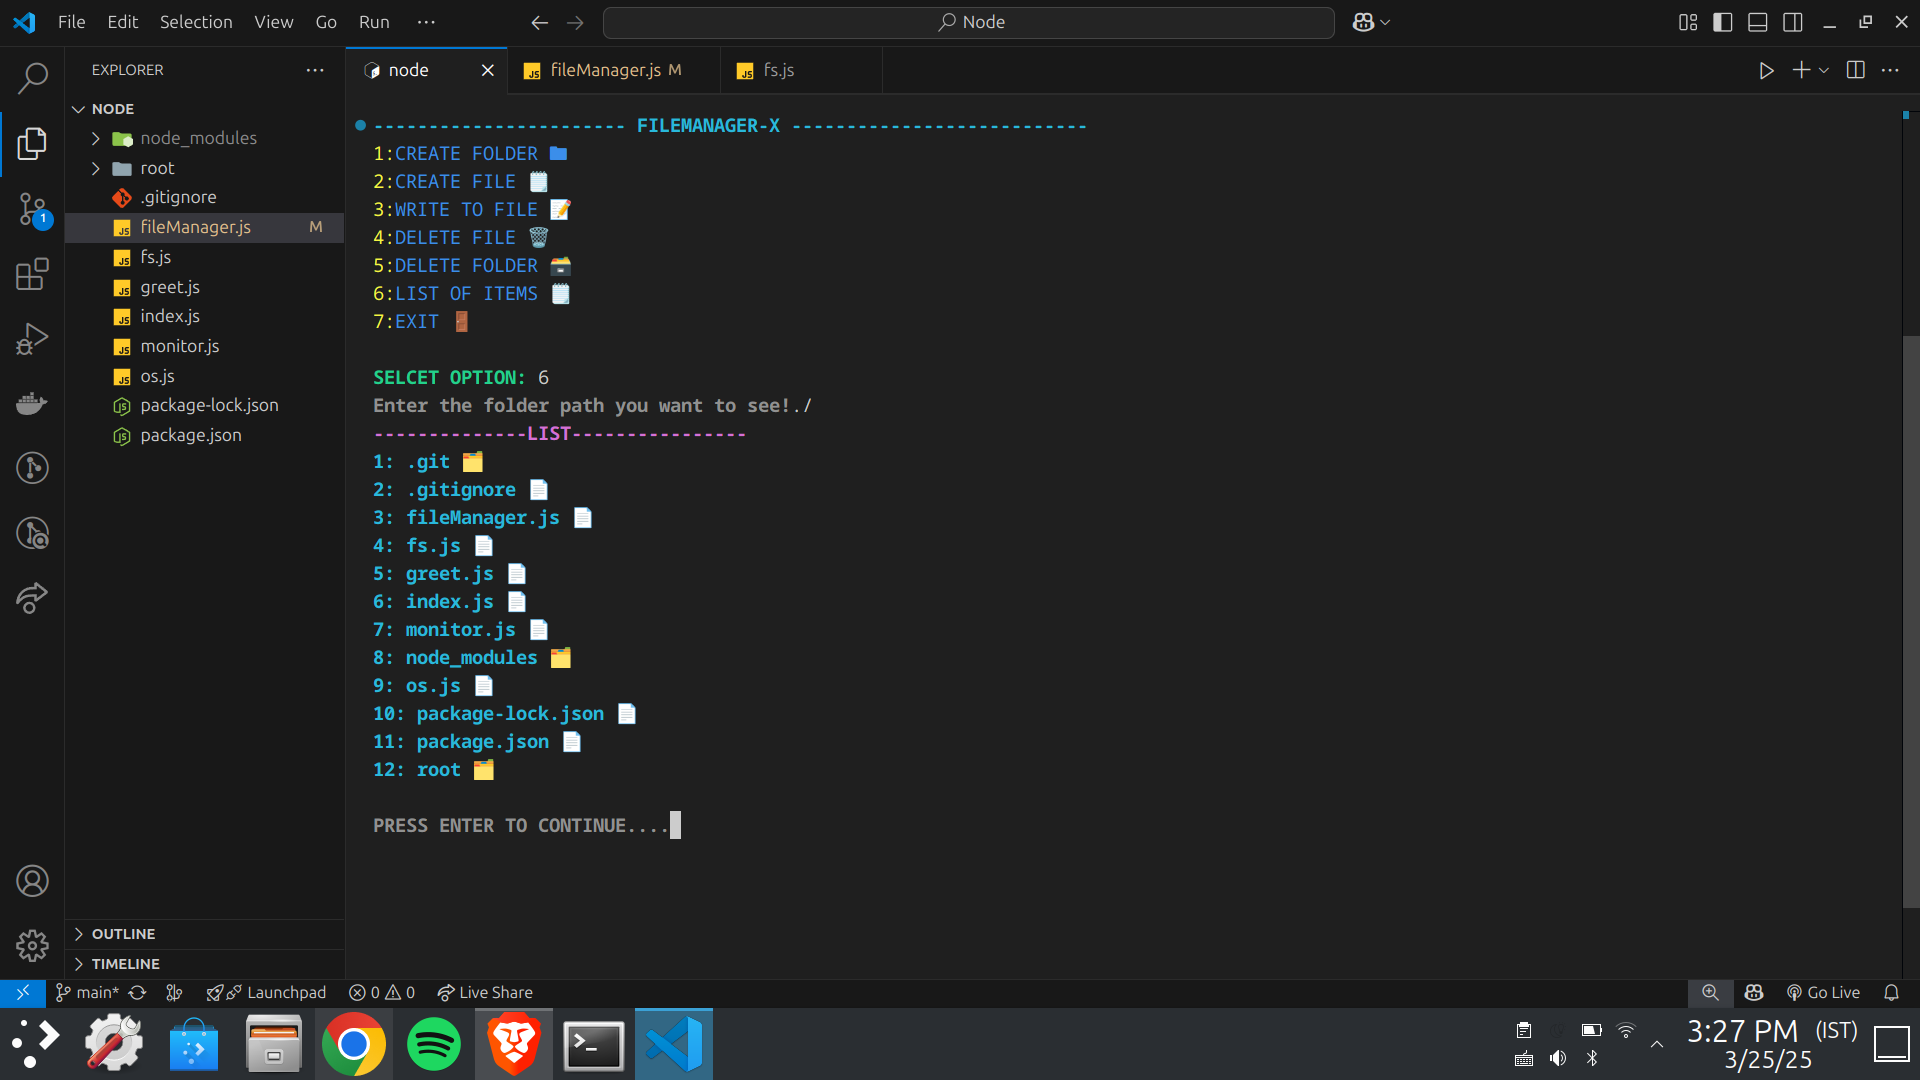 File Edit Selection View Go Run ··· Node
EXPLORER ···
NODE
node_modules
root
.gitignore
fileManager.js M
fs.js
greet.js
index.js
monitor.js
os.js
package-lock.json
package.json
OUTLINE
TIMELINE
node fileManager.js M fs.js
----------------------- FILEMANAGER-X ---------------------------
1:CREATE FOLDER
2:CREATE FILE
3:WRITE TO FILE
4:DELETE FILE
5:DELETE FOLDER
6:LIST OF ITEMS
7:EXIT
SELCET OPTION: 6
Enter the folder path you want to see!./
--------------LIST----------------
1: .git
2: .gitignore
3: fileManager.js
4: fs.js
5: greet.js
6: index.js
7: monitor.js
8: node_modules
9: os.js
10: package-lock.json
11: package.json
12: root
PRESS ENTER TO CONTINUE....
1
main* Launchpad 0 0 Live Share Go Live
3:27 PM (IST)
3/25/25